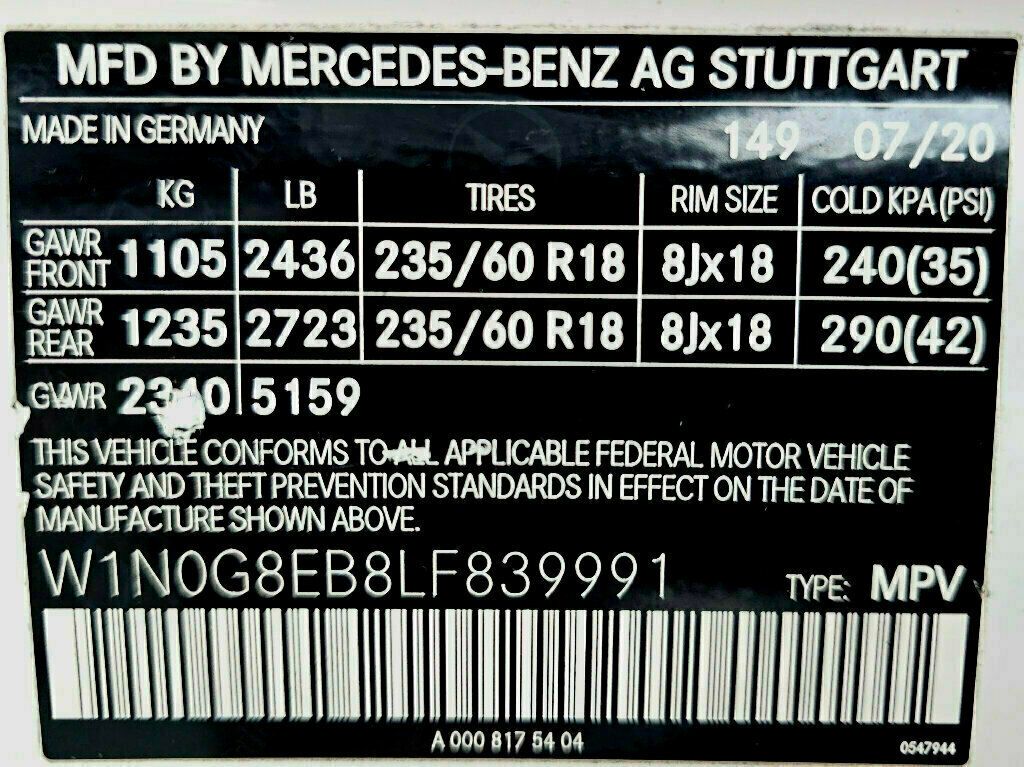 MFD BY MERCEDES-BENZ AG STUTTGART
MADE IN GERMANY 149 07/20
KG LB TIRES RIM SIZE COLD KPA (PSI)
GAWR FRONT 1105 2436 235/60 R18 8Jx18 240(35)
GAWR REAR 1235 2723 235/60 R18 8Jx18 290(42)
GVWR 5159
THIS VEHICLE CONFORMS TO ALL APPLICABLE FEDERAL MOTOR VEHICLE
SAFETY AND THEFT PREVENTION STANDARDS IN EFFECT ON THE DATE OF
MANUFACTURE SHOWN ABOVE.
W1N0G8EB8LF839991 TYPE: MPV
A 000 817 54 04 0547944